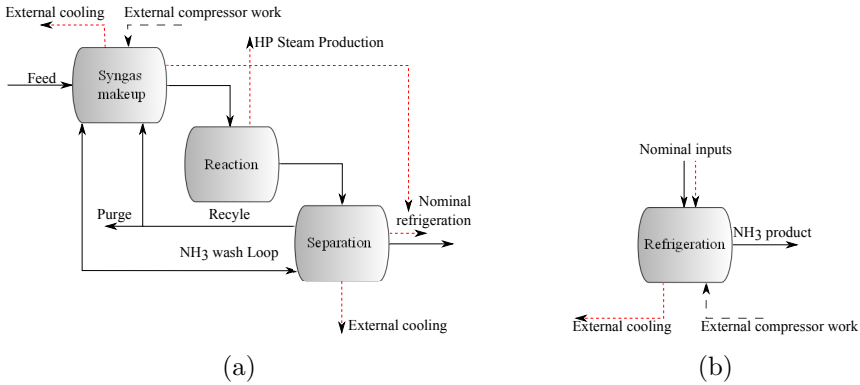 External cooling
External compressor work
HP Steam Production
Feed
Syngas
makeup
Reaction
Nominal
refrigeration
Purge
Recyle
Separation
NH3 wash Loop
External cooling
(a)
Nominal inputs
Refrigeration
NH3 product
External cooling
External compressor work
(b)